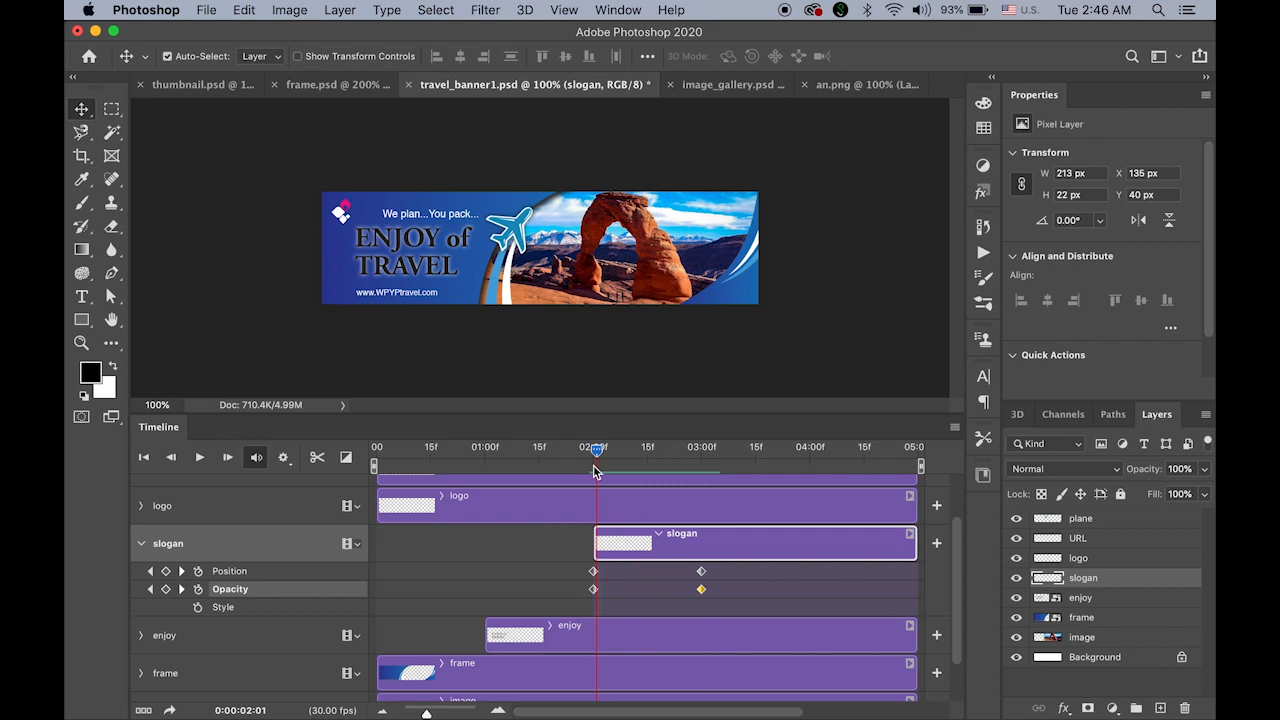 Photoshop File Edit Image Layer Type Select Filter 3D View Window Help 93% U.S. Tue 2:46 AM
Adobe Photoshop 2020
Auto-Select: Layer Show Transform Controls 3D Mode:
thumbnail.psd @ 1... frame.psd @ 200% ... travel_banner1.psd @ 100% (slogan, RGB/8) * image_gallery.psd ... an.png @ 100% (La...
Properties
Pixel Layer
Transform
W 213 px X 135 px
H 22 px Y 40 px
0.00°
Align and Distribute
Align:
Quick Actions
We plan...You pack...
ENJOY of
TRAVEL
www.WPYPtravel.com
100% Doc: 710.4K/4.99M
Timeline
00 15f 01:00f 15f 02:00f 15f 03:00f 15f 04:00f 15f 05:0
logo logo
slogan slogan
Position
Opacity
Style
enjoy enjoy
frame frame
image
0:00:02:01 (30.00 fps)
3D Channels Paths Layers
Kind
Normal Opacity: 100%
Lock: Fill: 100%
plane
URL
logo
slogan
enjoy
frame
image
Background